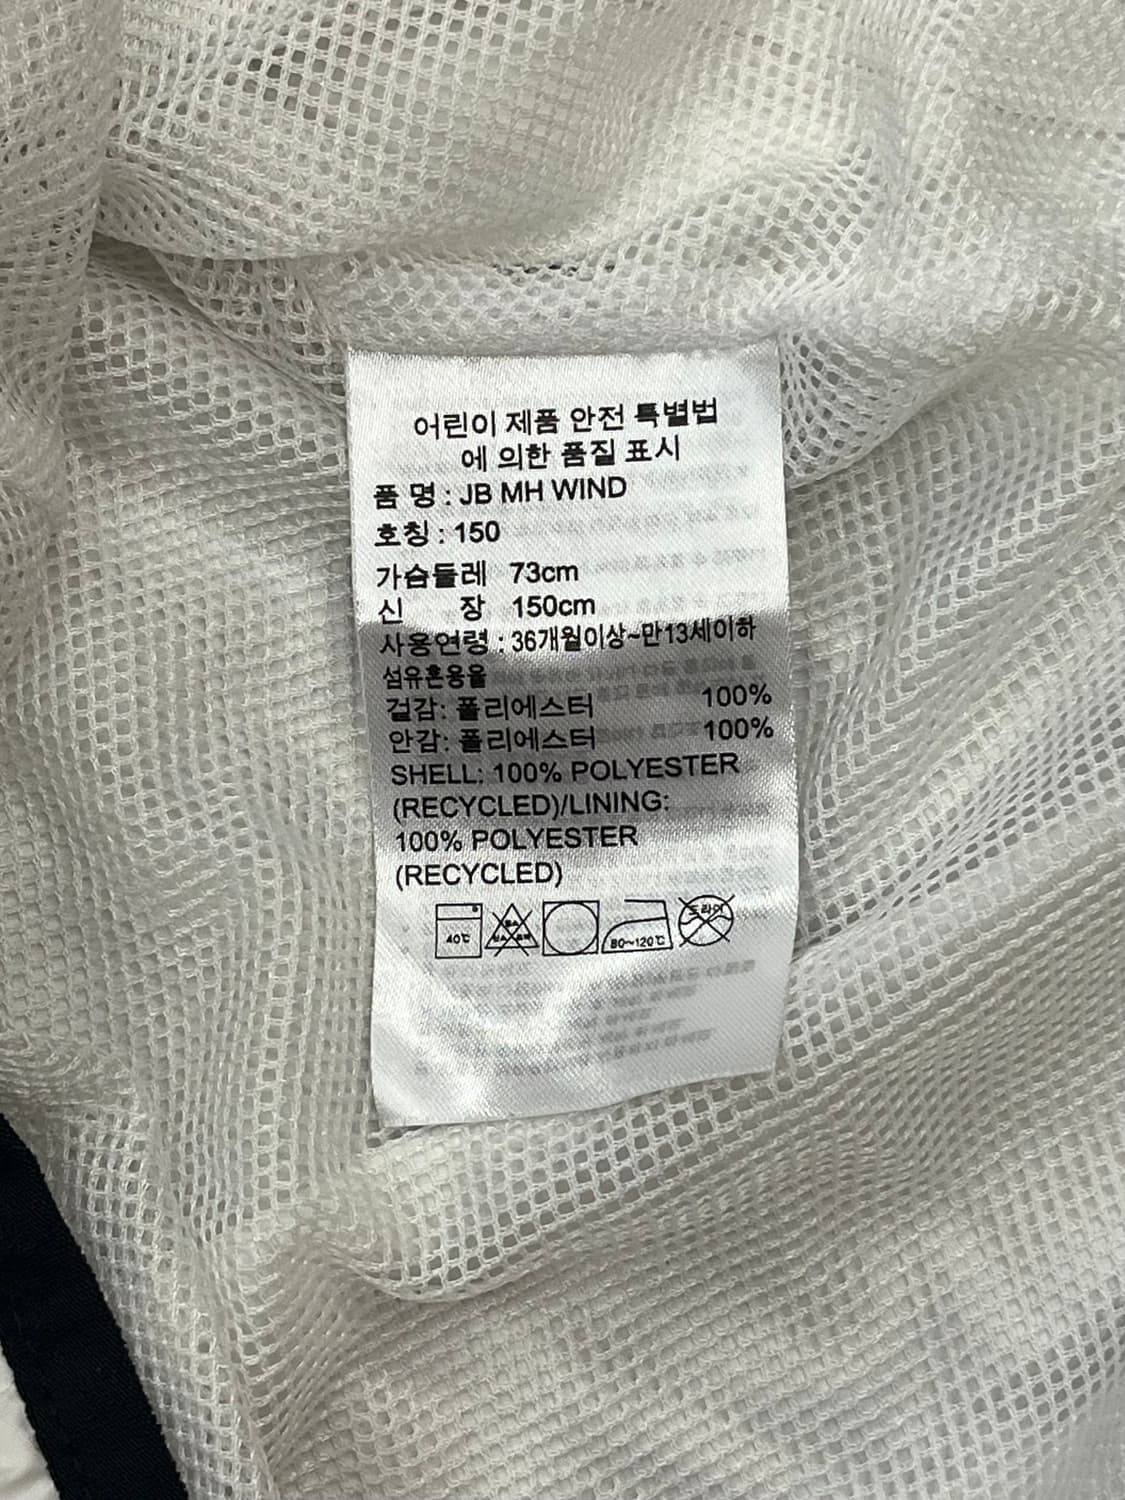 어린이 제품 안전 특별법
에 의한 품질 표시
품 명 : JB MH WIND
호칭 : 150
가슴둘레 73cm
신 장 150cm
사용연령 : 36개월이상~만13세이하
섬유혼용율
겉감: 폴리에스터 100%
안감: 폴리에스터 100%
SHELL: 100% POLYESTER
(RECYCLED)/LINING:
100% POLYESTER
(RECYCLED)
40℃ 80~120℃ 드라이